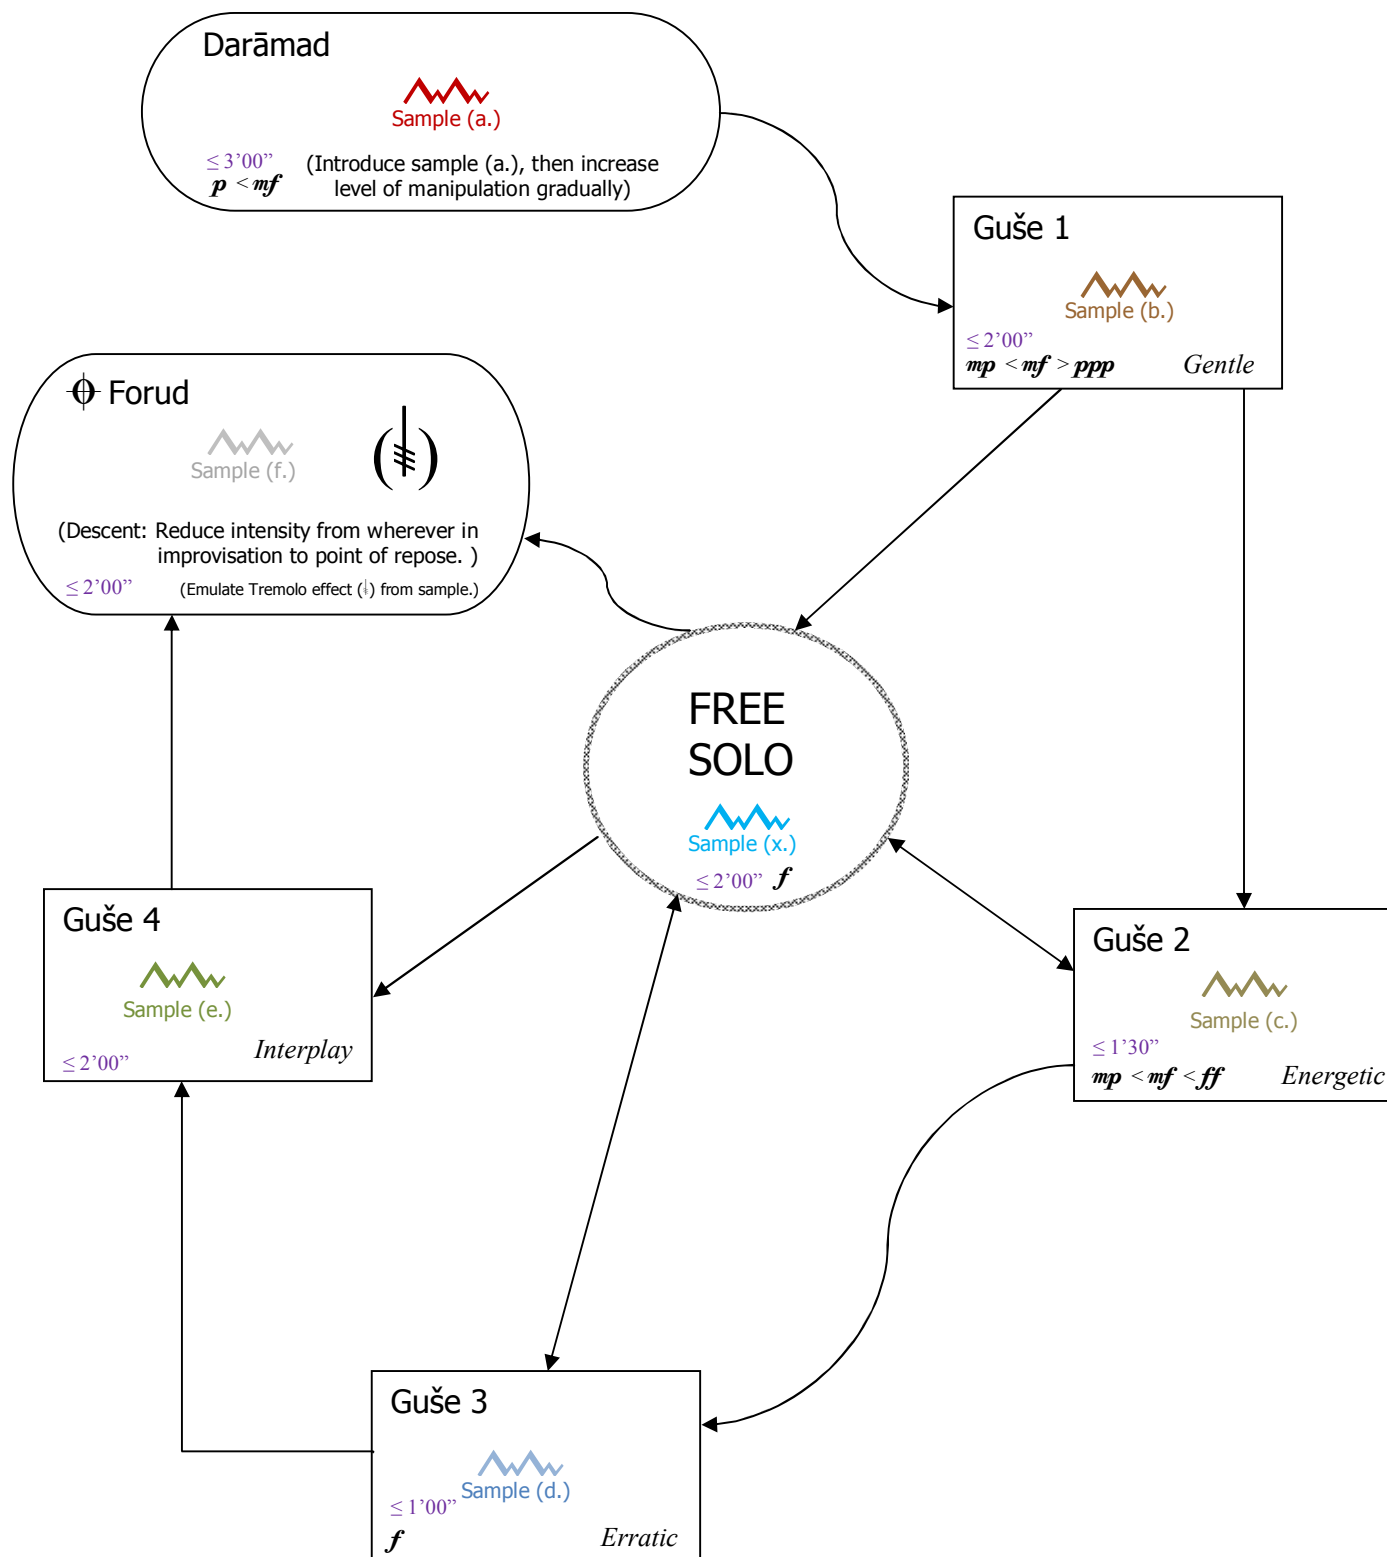 Darāmad
Sample (a.)
≤ 3’00”
p < mf
(Introduce sample (a.), then increase
level of manipulation gradually)
Guše 1
Sample (b.)
≤ 2’00”
mp < mf > ppp
Gentle
Forud
Sample (f.)
(Descent: Reduce intensity from wherever in
improvisation to point of repose. )
≤ 2’00”
(Emulate Tremolo effect () from sample.)
FREE
SOLO
Sample (x.)
≤ 2’00” f
Guše 4
Sample (e.)
≤ 2’00”
Interplay
Guše 2
Sample (c.)
≤ 1’30”
mp < mf < ff
Energetic
Guše 3
Sample (d.)
≤ 1’00”
f
Erratic